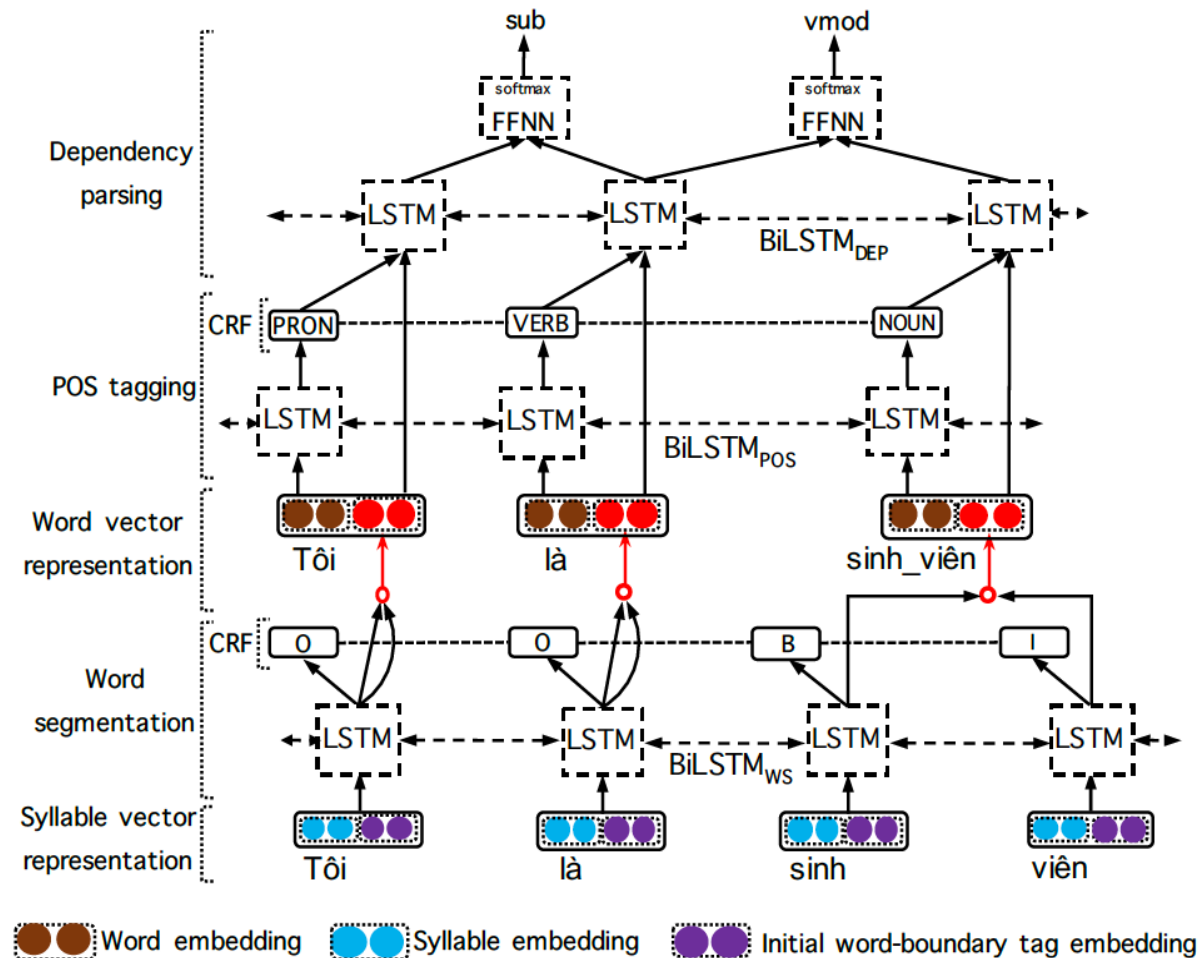 sub vmod
softmax softmax
FFNN FFNN
Dependency
parsing
LSTM LSTM LSTM
BiLSTM_DEP
CRF PRON VERB NOUN
POS tagging
LSTM LSTM LSTM
BiLSTM_POS
Word vector
representation
Tôi là sinh_viên
CRF O O B I
Word
segmentation
LSTM LSTM LSTM LSTM
BiLSTM_WS
Syllable vector
representation
Tôi là sinh viên
Word embedding Syllable embedding Initial word-boundary tag embedding